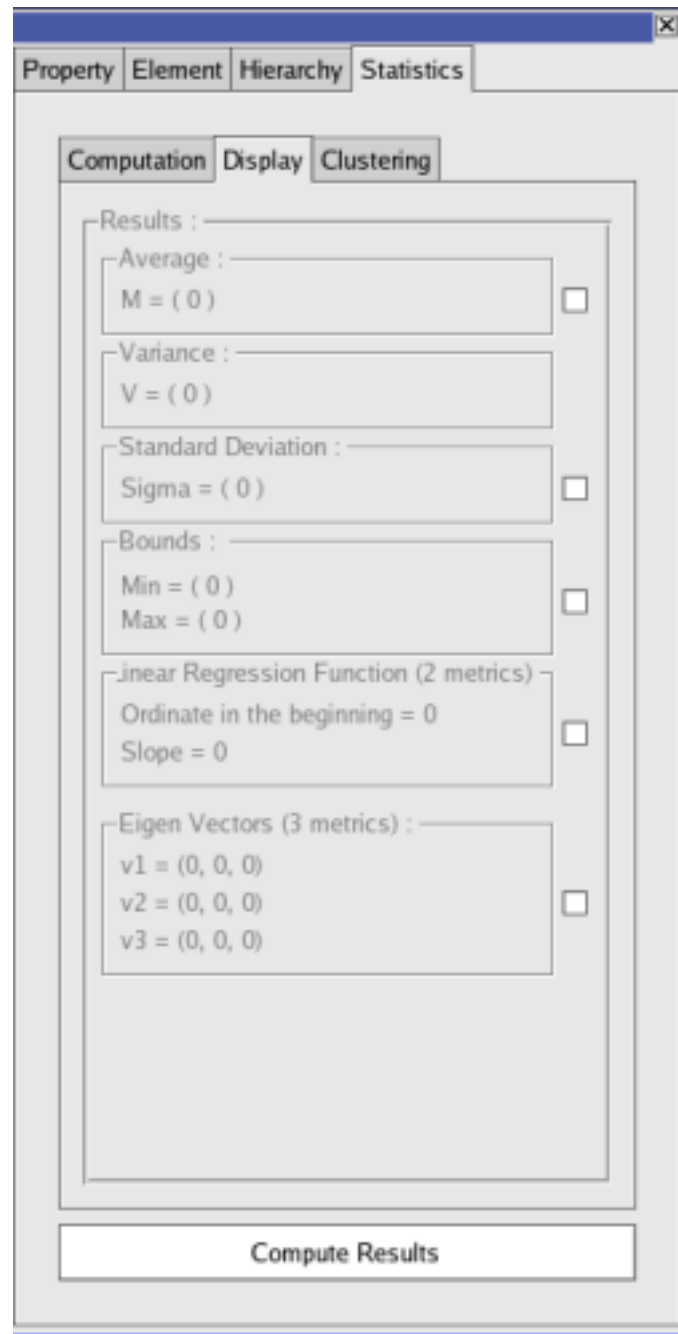 Property Element Hierarchy Statistics
Computation Display Clustering
Results :
Average :
M = ( 0 )
Variance :
V = ( 0 )
Standard Deviation :
Sigma = ( 0 )
Bounds :
Min = ( 0 )
Max = ( 0 )
inear Regression Function (2 metrics)
Ordinate in the beginning = 0
Slope = 0
Eigen Vectors (3 metrics) :
v1 = (0, 0, 0)
v2 = (0, 0, 0)
v3 = (0, 0, 0)
Compute Results